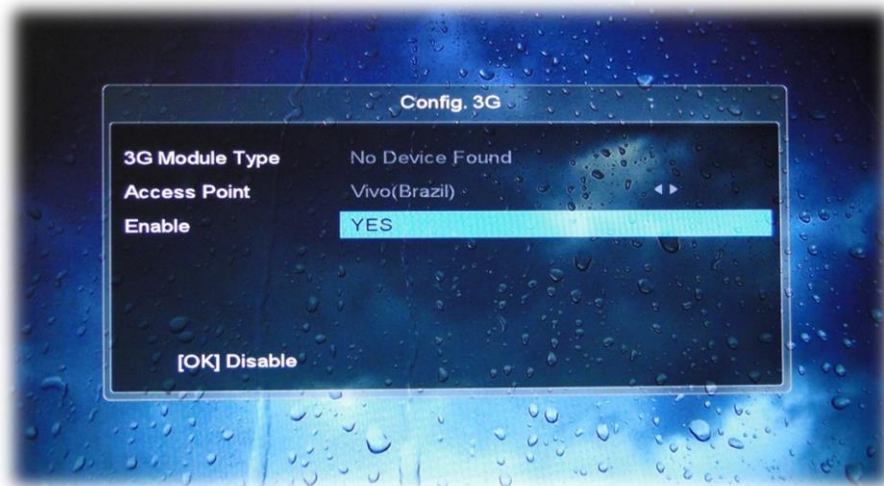 Config. 3G
3G Module Type No Device Found
Access Point Vivo(Brazil)
Enable YES
[OK] Disable